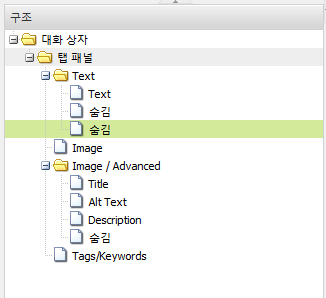 구조
대화 상자
탭 패널
Text
Text
숨김
숨김
Image
Image / Advanced
Title
Alt Text
Description
숨김
Tags/Keywords